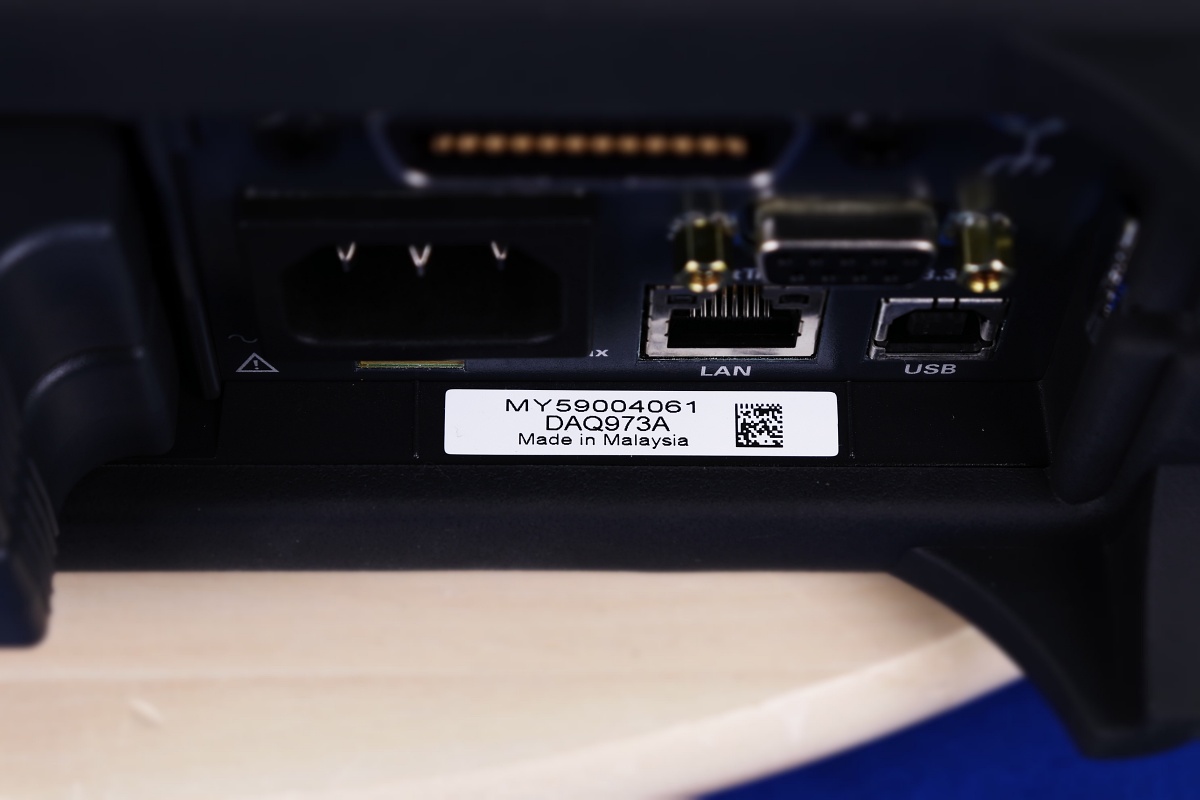 LAN
USB
MY59004061
DAQ973A
Made in Malaysia